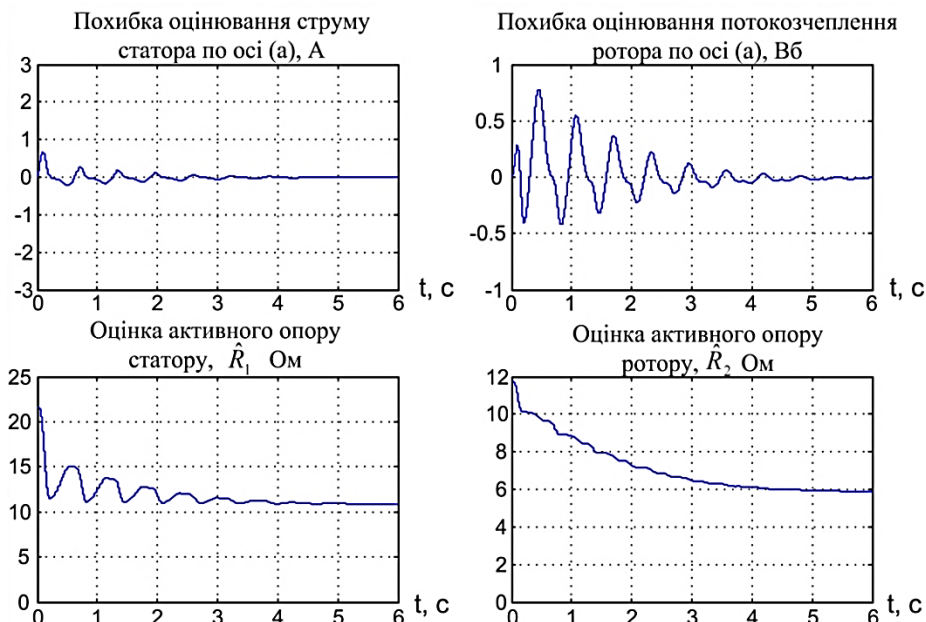 Похибка оцінювання струму
статора по осі (a), А
3
2
1
0
-1
-2
-3
0 1 2 3 4 5 6
t, c
Похибка оцінювання потокозчеплення
ротора по осі (a), Вб
1
0.5
0
-0.5
-1
0 1 2 3 4 5 6
t, c
Оцінка активного опору
статору, R̂₁ Ом
25
20
15
10
5
0
0 1 2 3 4 5 6
t, c
Оцінка активного опору
ротору, R̂₂ Ом
12
10
8
6
4
2
0
0 1 2 3 4 5 6
t, c